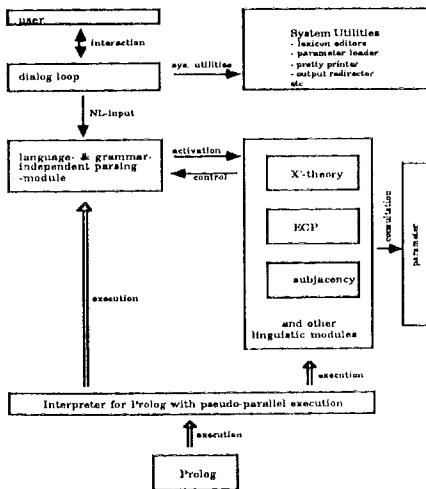 user
interaction
dialog loop
sys. utilities
System Utilities
- lexicon editors
- parameter loader
- pretty printer
- output redirector
etc
NL-input
language- & grammar-
independent parsing
-module
activation
control
X'-theory
ECP
subjacency
and other
linguistic modules
consultation
parameter
execution
execution
Interpreter for Prolog with pseudo-parallel execution
execution
Prolog